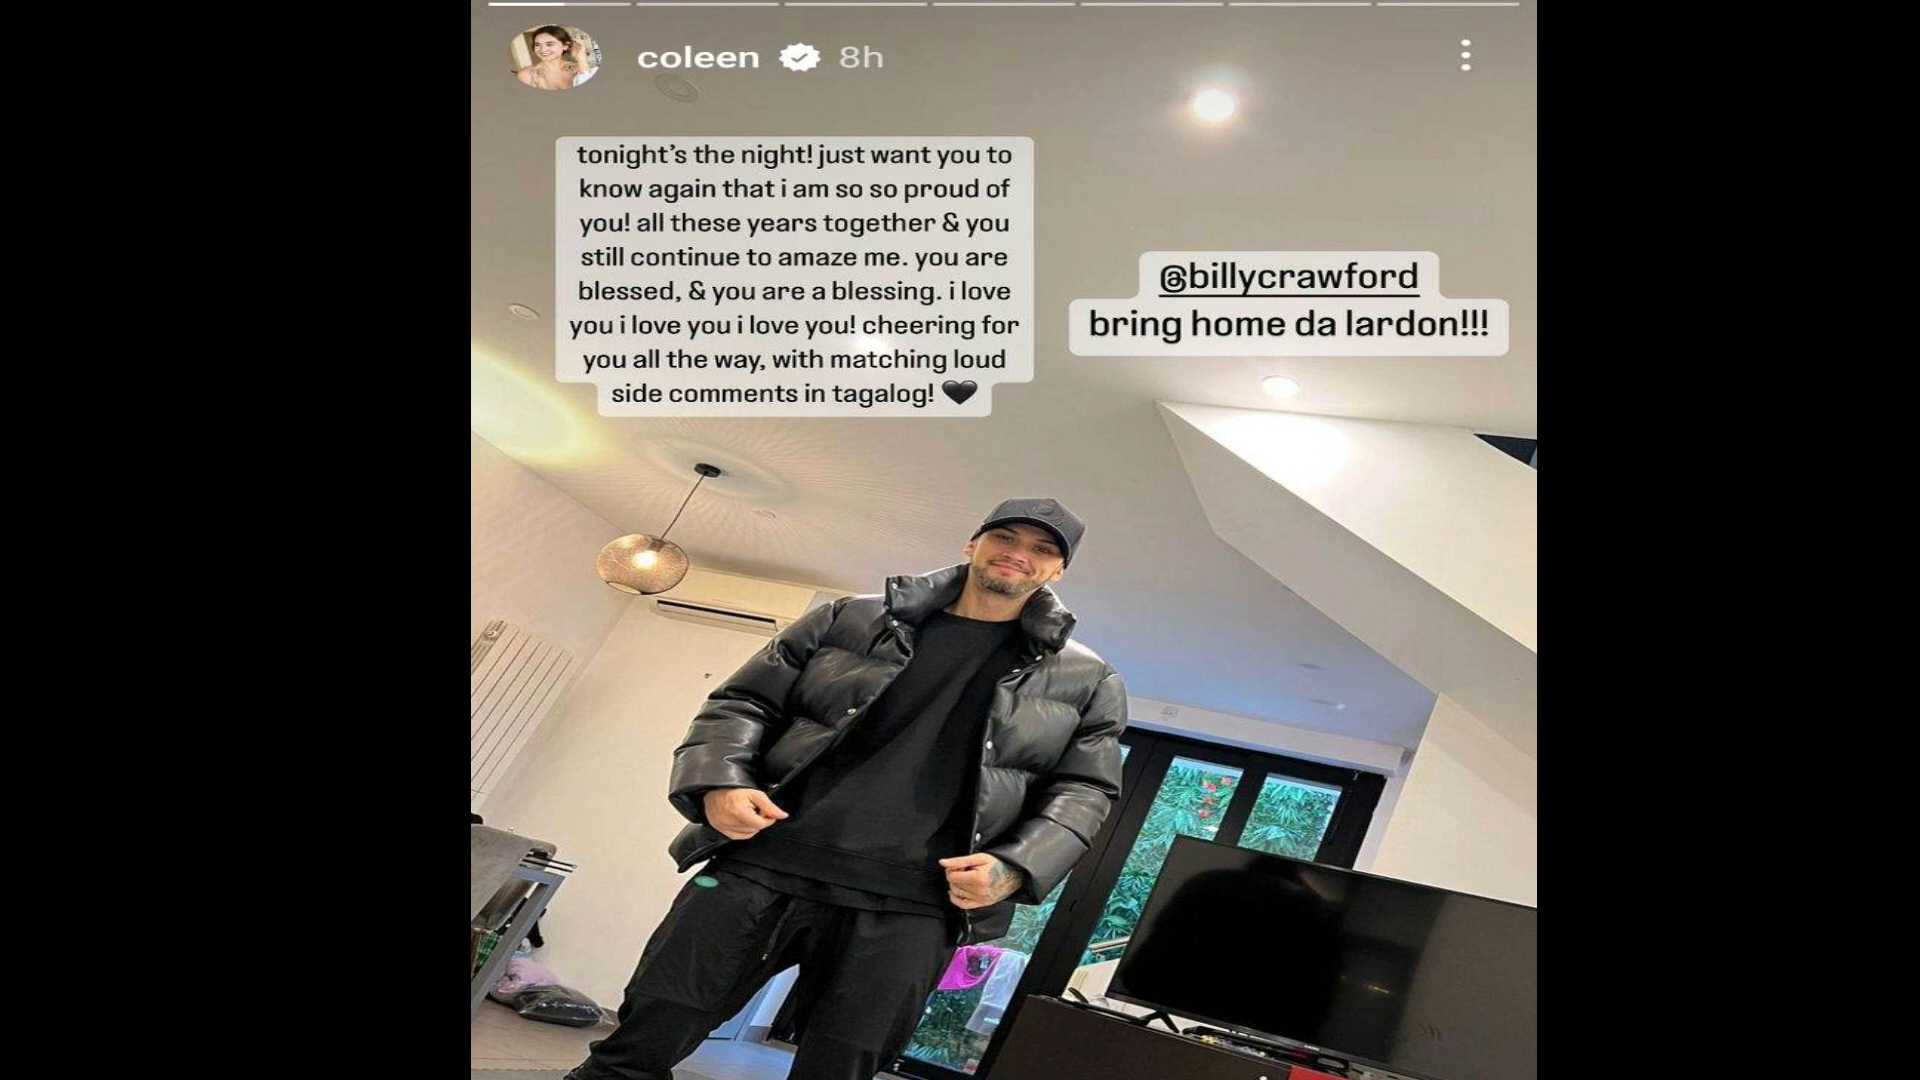 coleen 8h
tonight's the night! just want you to
know again that i am so so proud of
you! all these years together & you
still continue to amaze me. you are
blessed, & you are a blessing. i love
you i love you i love you! cheering for
you all the way, with matching loud
side comments in tagalog! 🖤
@billycrawford
bring home da lardon!!!